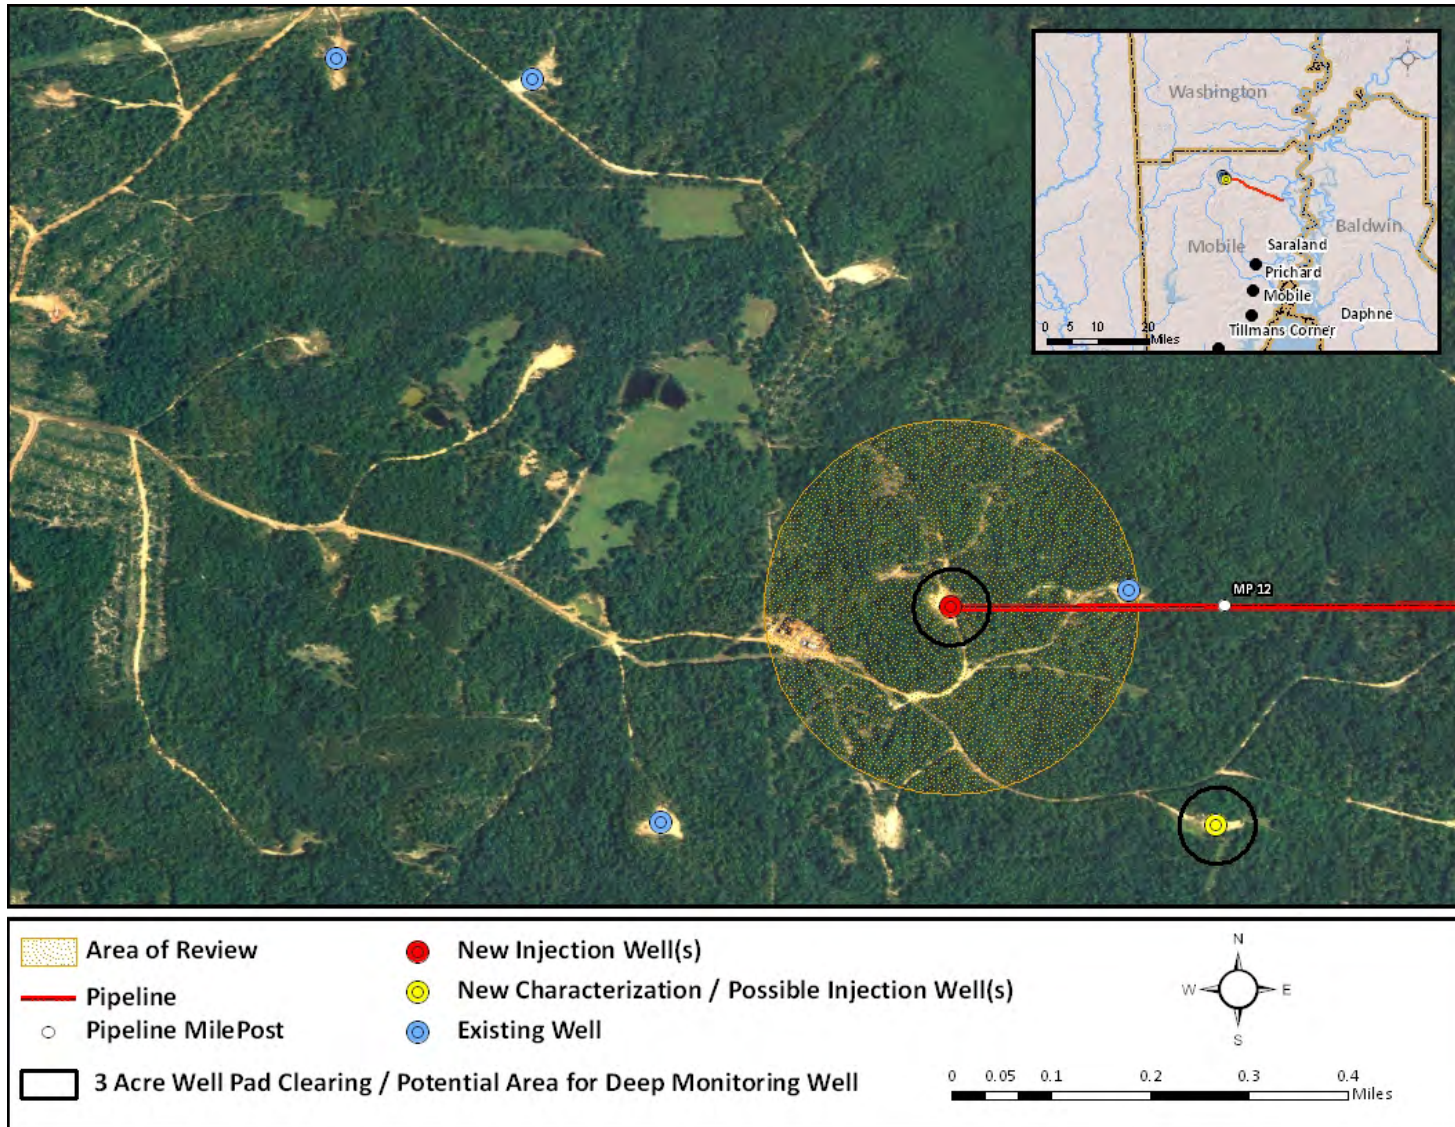 Washington
Baldwin
Mobile
Saraland
Prichard
Mobile
Daphne
Tillmans Corner
0 5 10 20
Miles
MP 12
Area of Review
New Injection Well(s)
Pipeline
New Characterization / Possible Injection Well(s)
Pipeline MilePost
Existing Well
3 Acre Well Pad Clearing / Potential Area for Deep Monitoring Well
N
W E
S
0 0.05 0.1 0.2 0.3 0.4
Miles